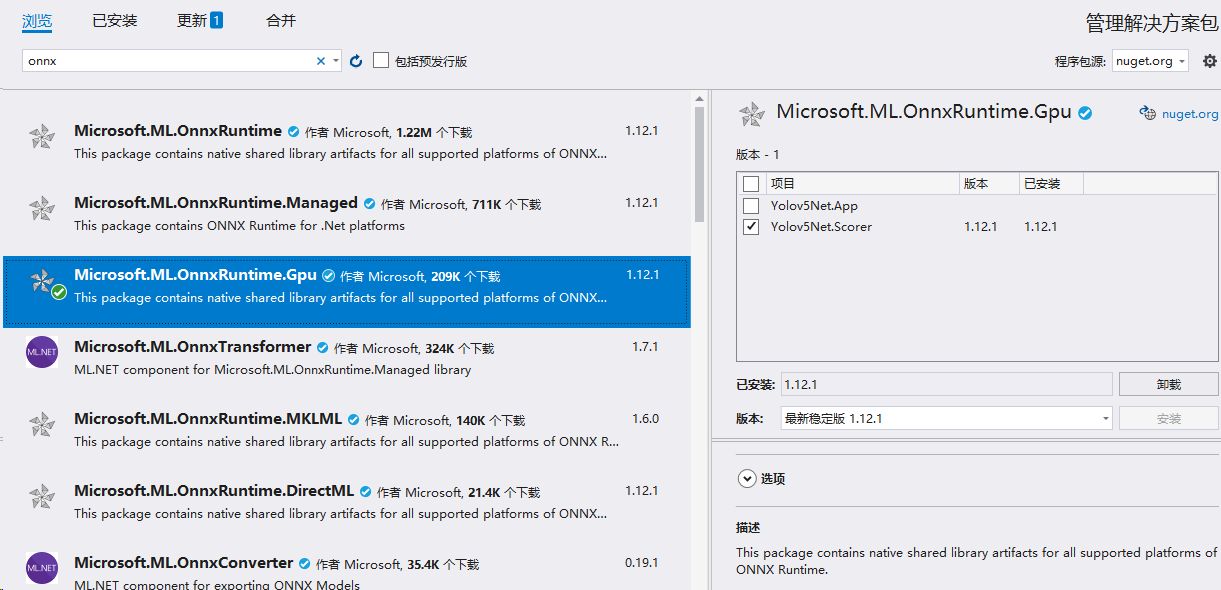 浏览 已安装 更新 1 合并
管理解决方案包
onnx
包括预发行版
程序包源: nuget.org
Microsoft.ML.OnnxRuntime 作者 Microsoft, 1.22M 个下载 1.12.1
This package contains native shared library artifacts for all supported platforms of ONNX...
Microsoft.ML.OnnxRuntime.Managed 作者 Microsoft, 711K 个下载 1.12.1
This package contains ONNX Runtime for .Net platforms
Microsoft.ML.OnnxRuntime.Gpu 作者 Microsoft, 209K 个下载 1.12.1
This package contains native shared library artifacts for all supported platforms of ONNX...
ML.NET
Microsoft.ML.OnnxTransformer 作者 Microsoft, 324K 个下载 1.7.1
ML.NET component for Microsoft.ML.OnnxRuntime.Managed library
Microsoft.ML.OnnxRuntime.MKLML 作者 Microsoft, 140K 个下载 1.6.0
This package contains native shared library artifacts for all supported platforms of ONNX R...
Microsoft.ML.OnnxRuntime.DirectML 作者 Microsoft, 21.4K 个下载 1.12.1
This package contains native shared library artifacts for all supported platforms of ONNX...
ML.NET
Microsoft.ML.OnnxConverter 作者 Microsoft, 35.4K 个下载 0.19.1
ML.NET component for exporting ONNX Models
Microsoft.ML.OnnxRuntime.Gpu nuget.org
版本 - 1
项目 版本 已安装
Yolov5Net.App
Yolov5Net.Scorer 1.12.1 1.12.1
已安装: 1.12.1 卸载
版本: 最新稳定版 1.12.1 安装
选项
描述
This package contains native shared library artifacts for all supported platforms of
ONNX Runtime.